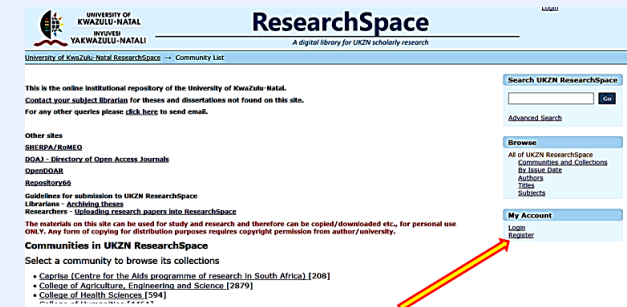 Login
UNIVERSITY OF
KWAZULU-NATAL
INYUVESI
YAKWAZULU-NATALI
ResearchSpace
A digital library for UKZN scholarly research
University of KwaZulu-Natal ResearchSpace → Community List
This is the online institutional repository of the University of KwaZulu-Natal.
Contact your subject librarian for theses and dissertations not found on this site.
For any other queries please click here to send email.
Other sites
SHERPA/RoMEO
DOAJ - Directory of Open Access Journals
OpenDOAR
Repository66
Guidelines for submission to UKZN ResearchSpace
Librarians - Archiving theses
Researchers - Uploading research papers into ResearchSpace
The materials on this site can be used for study and research and therefore can be copied/downloaded etc., for personal use
ONLY. Any form of copying for distribution purposes requires copyright permission from author/university.
Communities in UKZN ResearchSpace
Select a community to browse its collections
• Caprisa (Centre for the Aids programme of research in South Africa) [208]
• College of Agriculture, Engineering and Science [2879]
• College of Health Sciences [594]
• College of Humanities [4464]
Search UKZN ResearchSpace
Go
Advanced Search
Browse
All of UKZN ResearchSpace
Communities and Collections
By Issue Date
Authors
Titles
Subjects
My Account
Login
Register